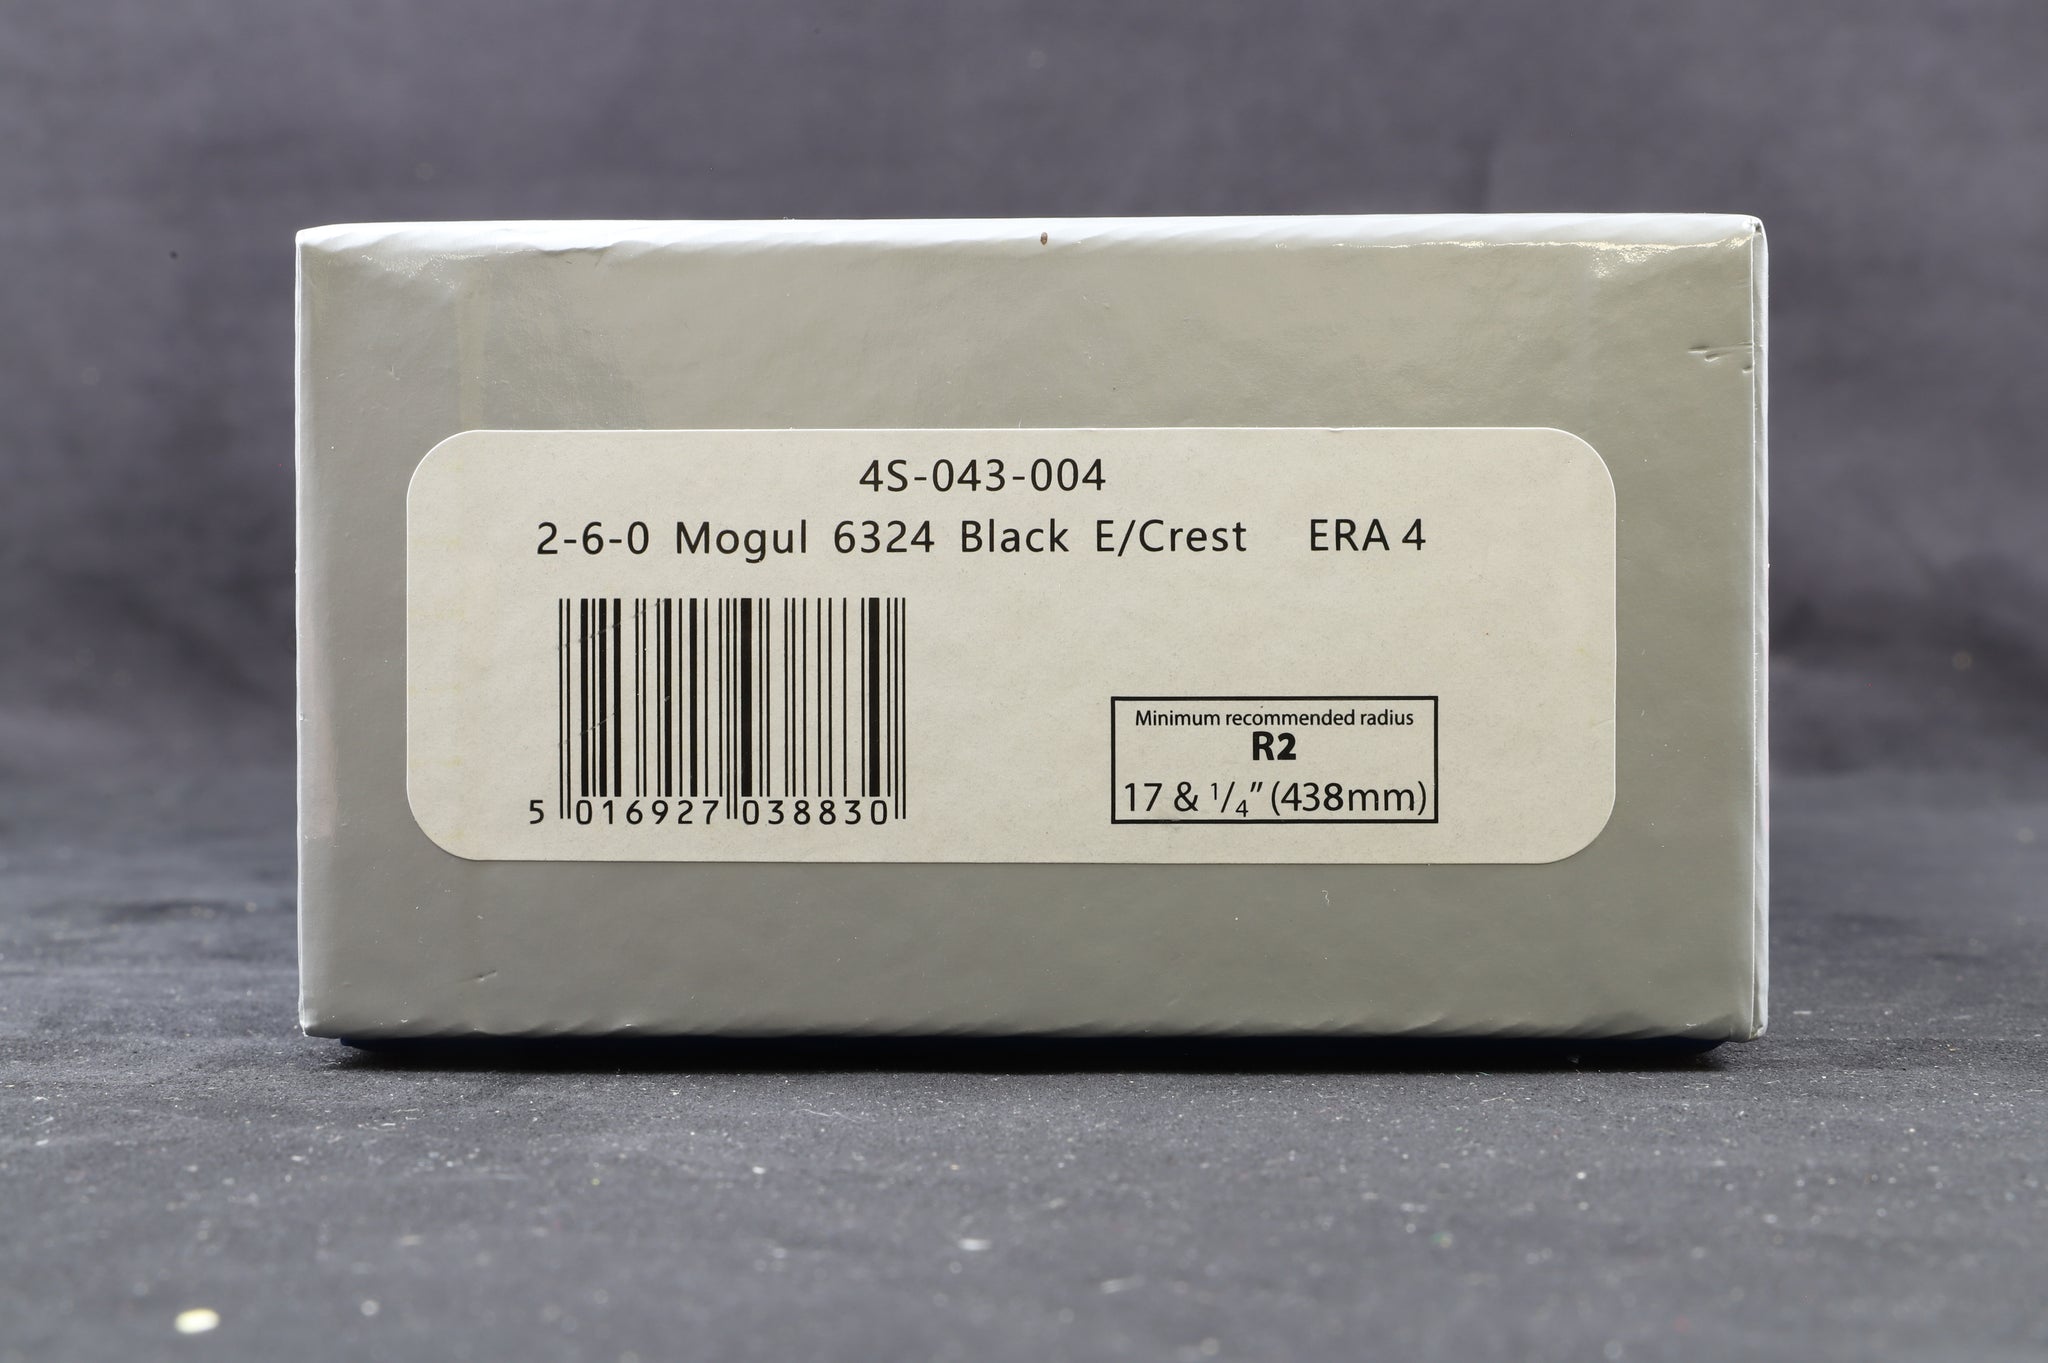 4S-043-004
2-6-0 Mogul 6324 Black E/Crest ERA 4
5 016927 038830
Minimum recommended radius
R2
17 & 1/4” (438mm)